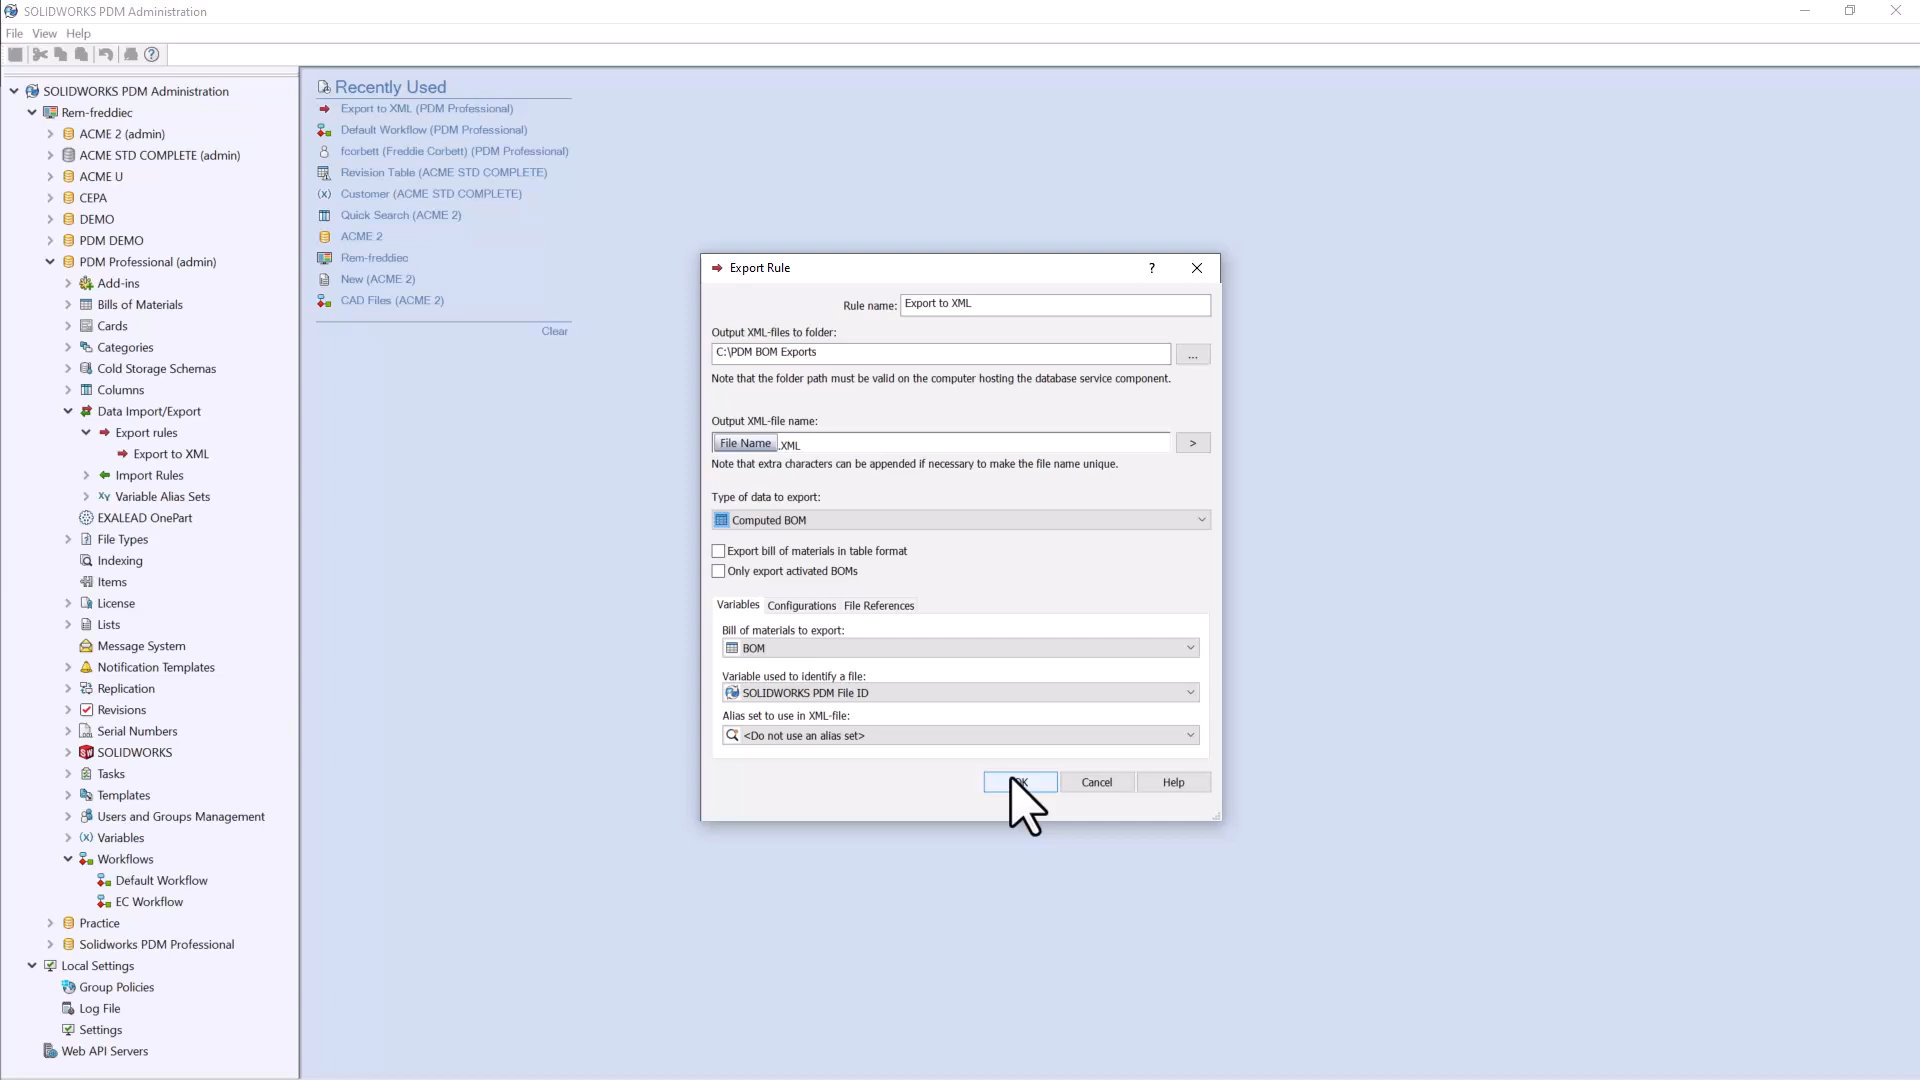 SOLIDWORKS PDM Administration
File View Help
SOLIDWORKS PDM Administration
Rem-freddiec
ACME 2 (admin)
ACME STD COMPLETE (admin)
ACME U
CEPA
DEMO
PDM DEMO
PDM Professional (admin)
Add-ins
Bills of Materials
Cards
Categories
Cold Storage Schemas
Columns
Data Import/Export
Export rules
Export to XML
Import Rules
Variable Alias Sets
EXALEAD OnePart
File Types
Indexing
Items
License
Lists
Message System
Notification Templates
Replication
Revisions
Serial Numbers
SOLIDWORKS
Tasks
Templates
Users and Groups Management
Variables
Workflows
Default Workflow
EC Workflow
Practice
Solidworks PDM Professional
Local Settings
Group Policies
Log File
Settings
Web API Servers
Recently Used
Export to XML (PDM Professional)
Default Workflow (PDM Professional)
fcorbett (Freddie Corbett) (PDM Professional)
Revision Table (ACME STD COMPLETE)
Customer (ACME STD COMPLETE)
Quick Search (ACME 2)
ACME 2
Rem-freddiec
New (ACME 2)
CAD Files (ACME 2)
Clear
Export Rule
Rule name: Export to XML
Output XML-files to folder:
C:\PDM BOM Exports
...
Note that the folder path must be valid on the computer hosting the database service component.
Output XML-file name:
File Name .XML
>
Note that extra characters can be appended if necessary to make the file name unique.
Type of data to export:
Computed BOM
Export bill of materials in table format
Only export activated BOMs
Variables Configurations File References
Bill of materials to export:
BOM
Variable used to identify a file:
SOLIDWORKS PDM File ID
Alias set to use in XML-file:
<Do not use an alias set>
Cancel Help